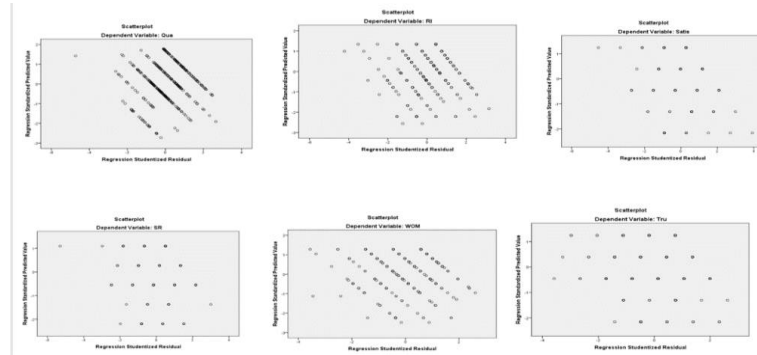 Scatterplot
Dependent Variable: Qua
Regression Standardized Predicted Value
Regression Studentized Residual
Scatterplot
Dependent Variable: RI
Regression Standardized Predicted Value
Regression Studentized Residual
Scatterplot
Dependent Variable: Satis
Regression Standardized Predicted Value
Regression Studentized Residual
Scatterplot
Dependent Variable: SR
Regression Standardized Predicted Value
Regression Studentized Residual
Scatterplot
Dependent Variable: WOM
Regression Standardized Predicted Value
Regression Studentized Residual
Scatterplot
Dependent Variable: Tru
Regression Standardized Predicted Value
Regression Studentized Residual